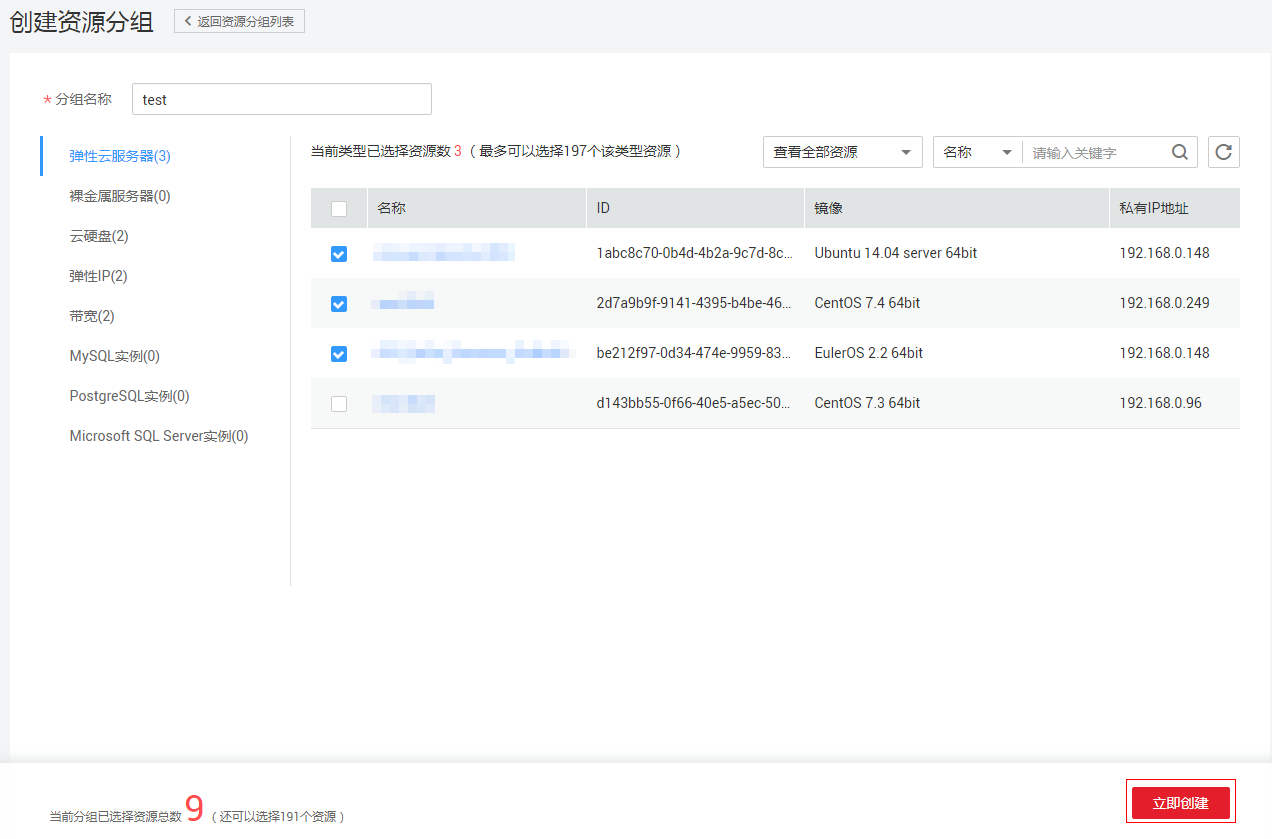 创建资源分组 返回资源分组列表
* 分组名称 test
弹性云服务器(3)
裸金属服务器(0)
云硬盘(2)
弹性IP(2)
带宽(2)
MySQL实例(0)
PostgreSQL实例(0)
Microsoft SQL Server实例(0)
当前类型已选择资源数 3 （最多可以选择197个该类型资源） 查看全部资源 名称 请输入关键字
名称 ID 镜像 私有IP地址
1abc8c70-0b4d-4b2a-9c7d-8c... Ubuntu 14.04 server 64bit 192.168.0.148
2d7a9b9f-9141-4395-b4be-46... CentOS 7.4 64bit 192.168.0.249
be212f97-0d34-474e-9959-83... EulerOS 2.2 64bit 192.168.0.148
d143bb55-0f66-40e5-a5ec-50... CentOS 7.3 64bit 192.168.0.96
当前分组已选择资源总数 9 （还可以选择191个资源） 立即创建